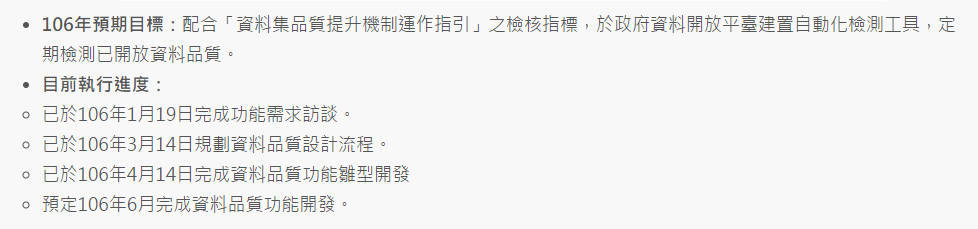 106年預期目標：配合「資料集品質提升機制運作指引」之檢核指標，於政府資料開放平臺建置自動化檢測工具，定
期檢測已開放資料品質。
目前執行進度：
已於106年1月19日完成功能需求訪談。
已於106年3月14日規劃資料品質設計流程。
已於106年4月14日完成資料品質功能雛型開發
預定106年6月完成資料品質功能開發。